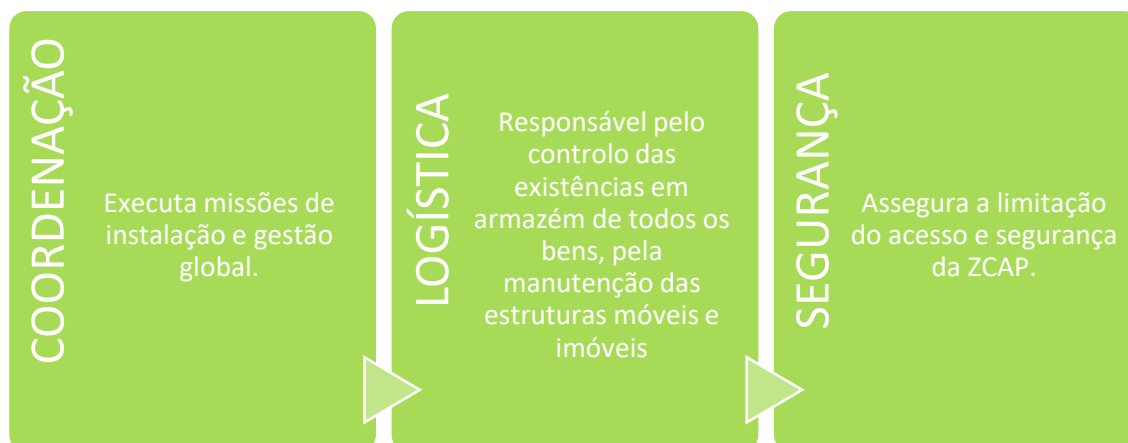 COORDENAÇÃO
Executa missões de
instalação e gestão
global.
LOGÍSTICA
Responsável pelo
controlo das
existências em
armazém de todos os
bens, pela
manutenção das
estruturas móveis e
imóveis
SEGURANÇA
Assegura a limitação
do acesso e segurança
da ZCAP.